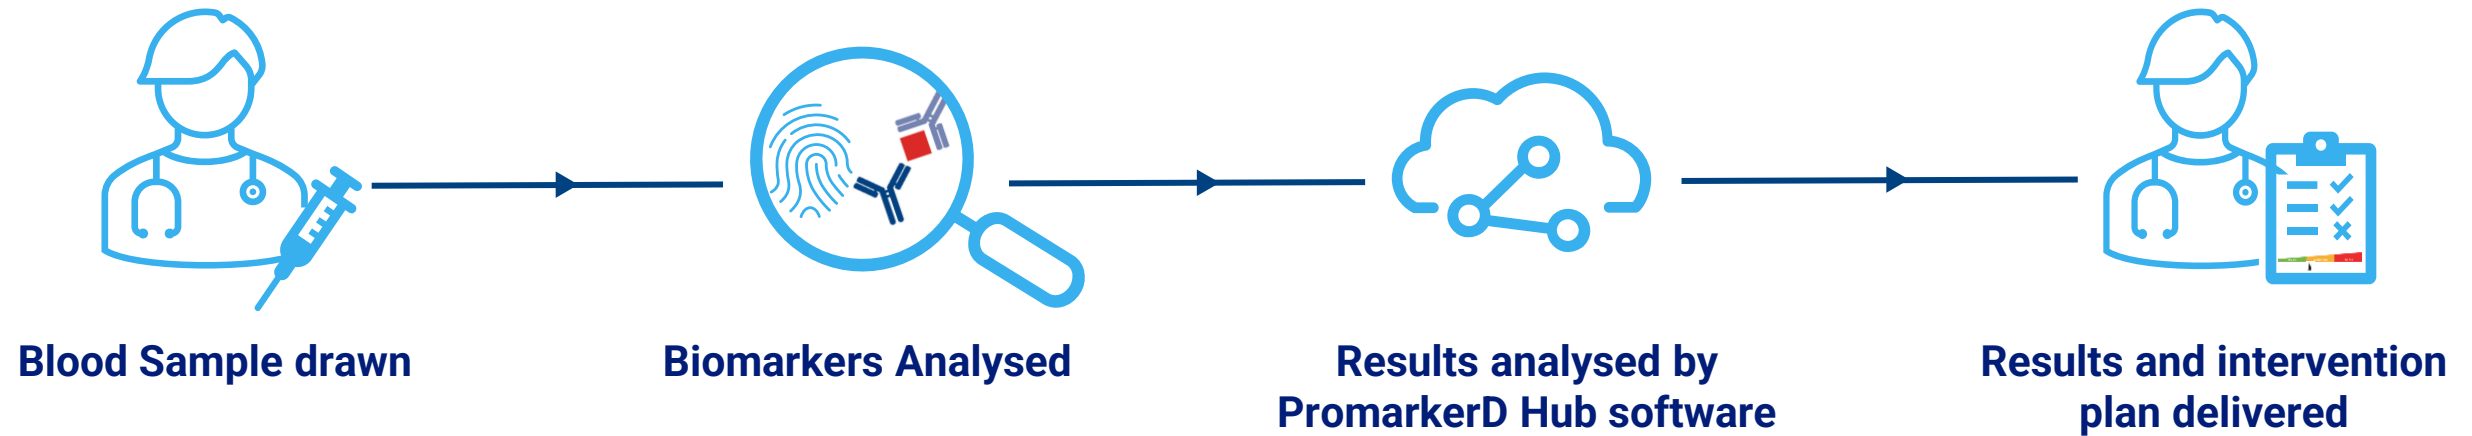 Blood Sample drawn
Biomarkers Analysed
Results analysed by
PromarkerD Hub software
Results and intervention
plan delivered